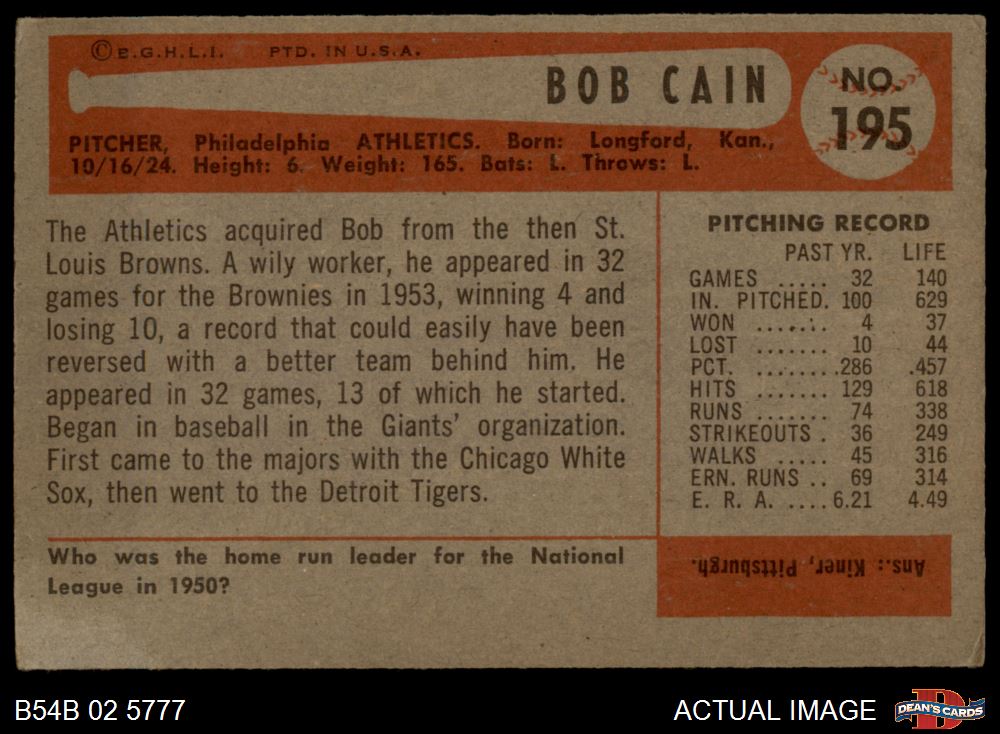 ©E.G.H.L.I. PTD. IN U.S.A.
BOB CAIN
NO.
195
PITCHER, Philadelphia ATHLETICS. Born: Longford, Kan.,
10/16/24. Height: 6. Weight: 165. Bats: L. Throws: L.
The Athletics acquired Bob from the then St.
Louis Browns. A wily worker, he appeared in 32
games for the Brownies in 1953, winning 4 and
losing 10, a record that could easily have been
reversed with a better team behind him. He
appeared in 32 games, 13 of which he started.
Began in baseball in the Giants' organization.
First came to the majors with the Chicago White
Sox, then went to the Detroit Tigers.
PITCHING RECORD
PAST YR. LIFE
GAMES ..... 32 140
IN. PITCHED. 100 629
WON ....... 4 37
LOST ....... 10 44
PCT. ........286 .457
HITS ....... 129 618
RUNS ....... 74 338
STRIKEOUTS . 36 249
WALKS ..... 45 316
ERN. RUNS .. 69 314
E. R. A. ....6.21 4.49
Who was the home run leader for the National
League in 1950?
Ans.: Kiner, Pittsburgh.
B54B 02 5777
ACTUAL IMAGE
D
DEAN'S CARDS